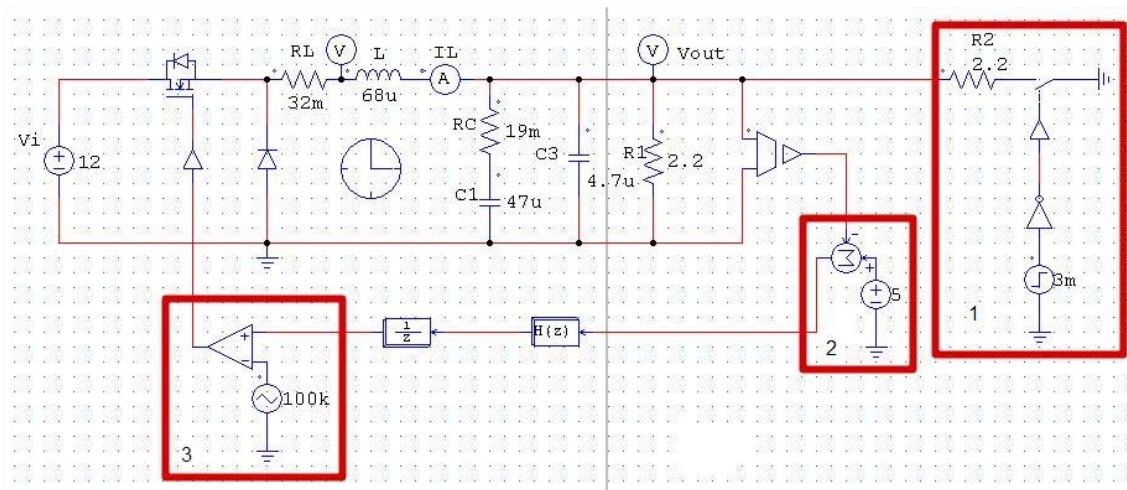 RL
V
L
IL
A
32m
68u
Vi
12
RC
19m
C1
47u
C3
4.7u
V
Vout
R1
2.2
R2
2.2
3m
1
-
Σ
+
5
2
H(z)
1/z
+
-
100k
3